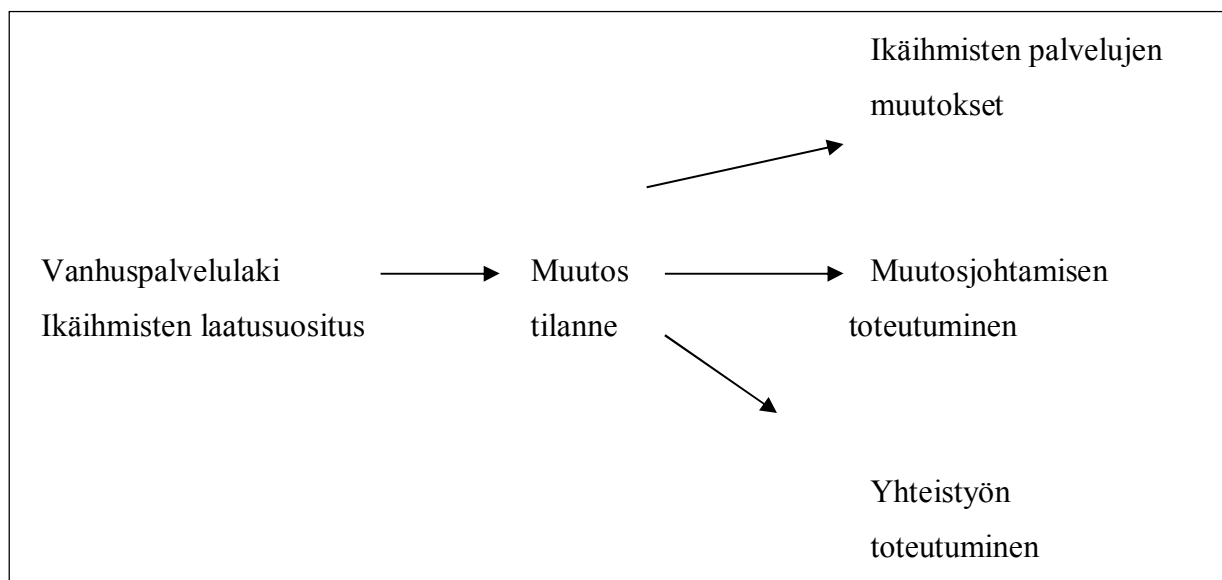 Ikäihmisten palvelujen
muutokset
Vanhuspalvelulaki
Ikäihmisten laatusuositus
Muutos
tilanne
Muutosjohtamisen
toteutuminen
Yhteistyön
toteutuminen